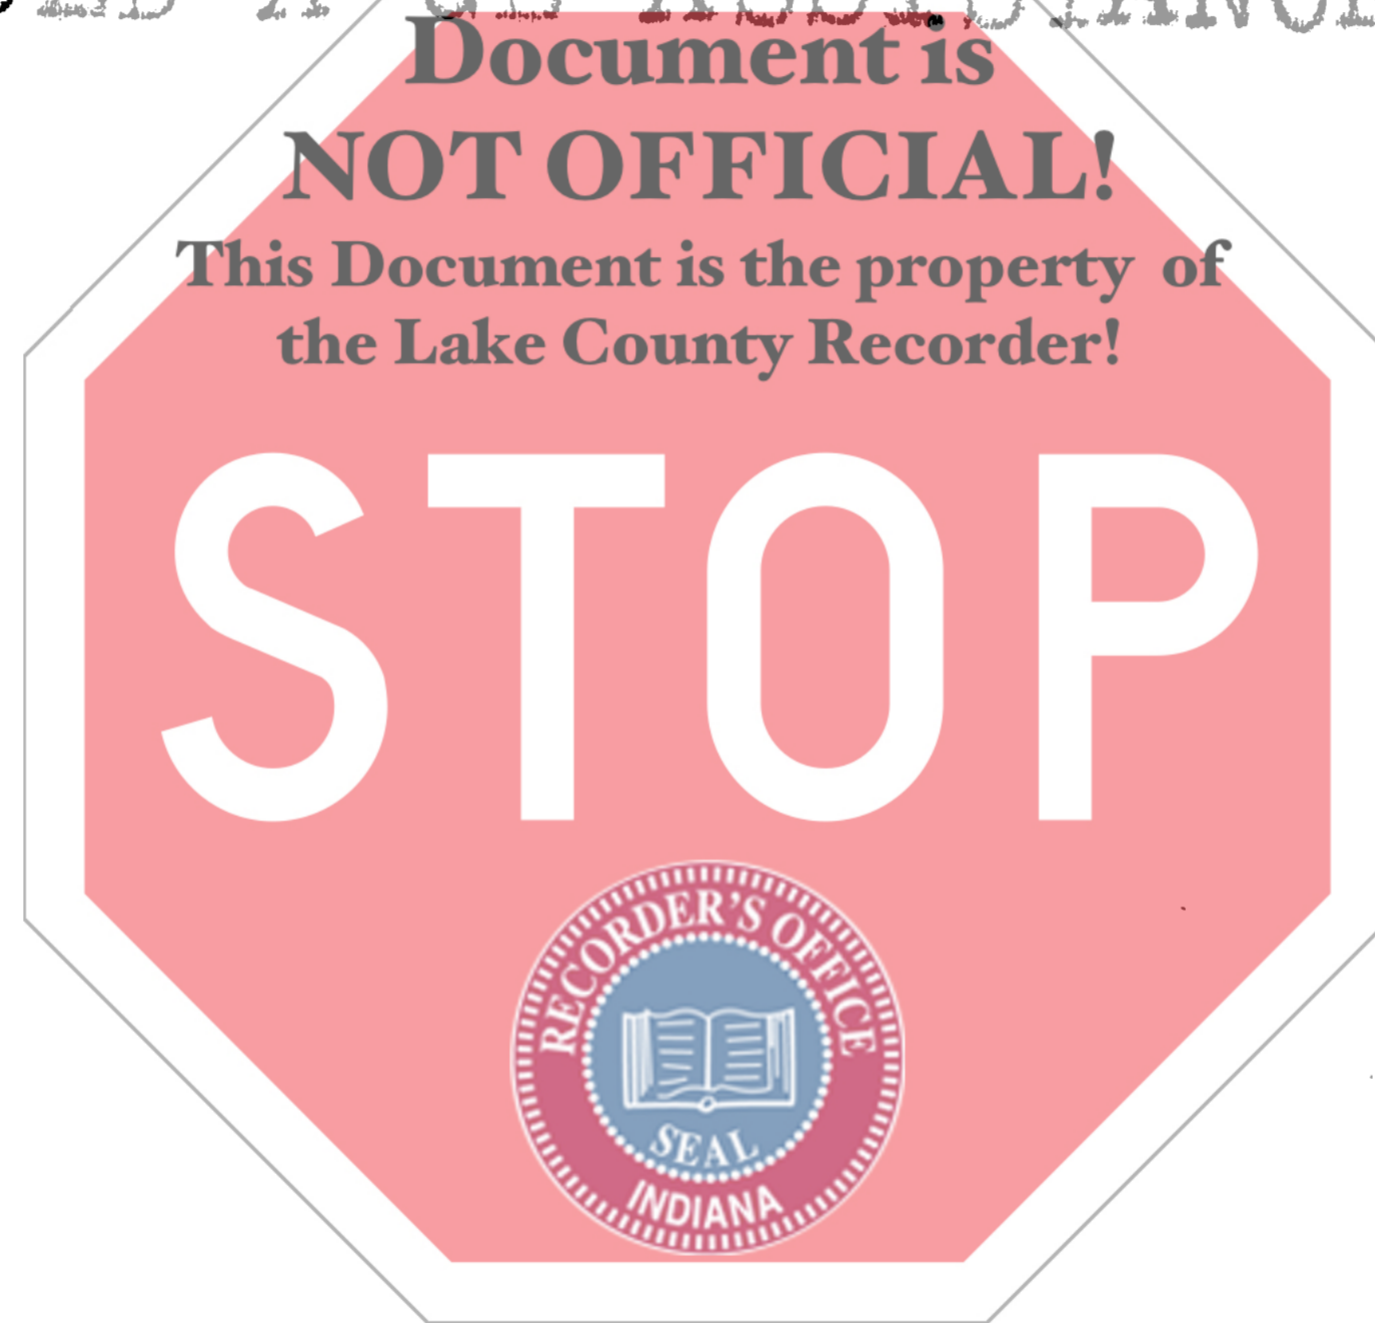 Document is
NOT OFFICIAL!
This Document is the property of
the Lake County Recorder!
STOP
RECORDER'S OFFICE
SEAL
INDIANA